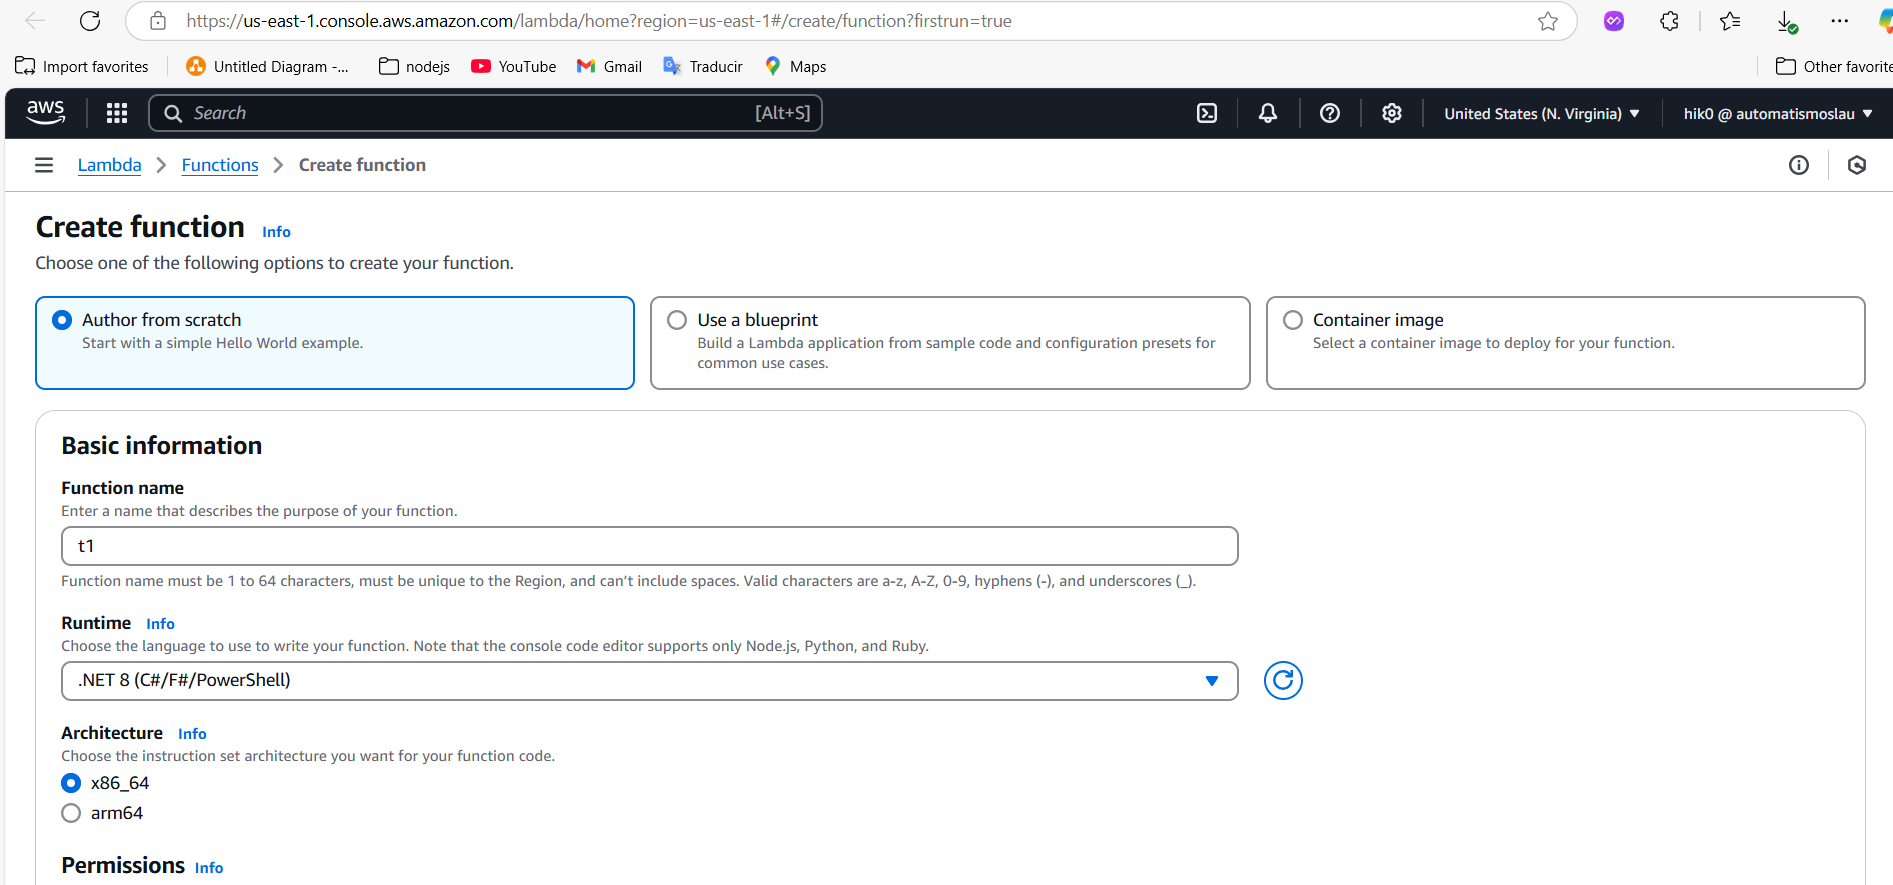 https://us-east-1.console.aws.amazon.com/lambda/home?region=us-east-1#/create/function?firstrun=true
Import favorites Untitled Diagram -... nodejs YouTube Gmail Traducir Maps Other favorite
aws Search [Alt+S] United States (N. Virginia) hik0 @ automatismoslau
Lambda Functions Create function
Create function Info
Choose one of the following options to create your function.
Author from scratch
Start with a simple Hello World example.
Use a blueprint
Build a Lambda application from sample code and configuration presets for
common use cases.
Container image
Select a container image to deploy for your function.
Basic information
Function name
Enter a name that describes the purpose of your function.
t1
Function name must be 1 to 64 characters, must be unique to the Region, and can't include spaces. Valid characters are a-z, A-Z, 0-9, hyphens (-), and underscores (_).
Runtime Info
Choose the language to use to write your function. Note that the console code editor supports only Node.js, Python, and Ruby.
.NET 8 (C#/F#/PowerShell)
Architecture Info
Choose the instruction set architecture you want for your function code.
x86_64
arm64
Permissions Info